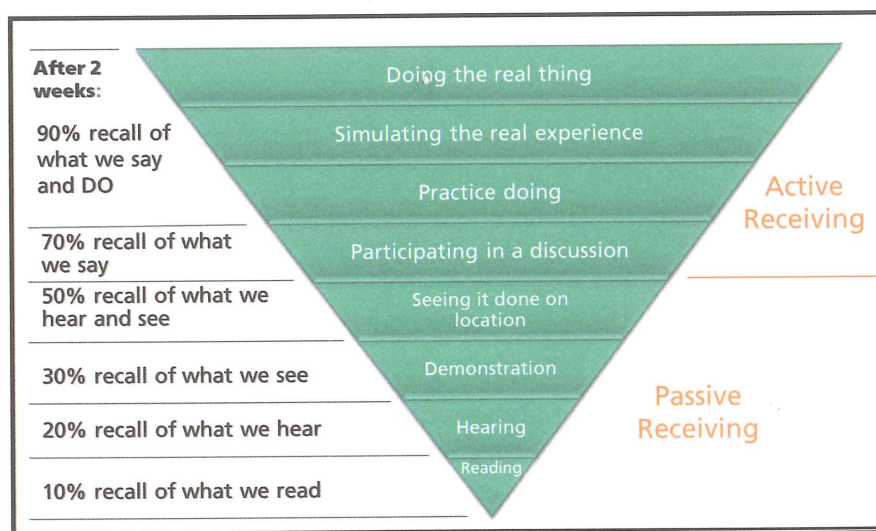 After 2
weeks:
90% recall of
what we say
and DO
70% recall of what
we say
50% recall of what we
hear and see
30% recall of what we see
20% recall of what we hear
10% recall of what we read
Doing the real thing
Simulating the real experience
Practice doing
Participating in a discussion
Seeing it done on
location
Demonstration
Hearing
Reading
Active
Receiving
Passive
Receiving